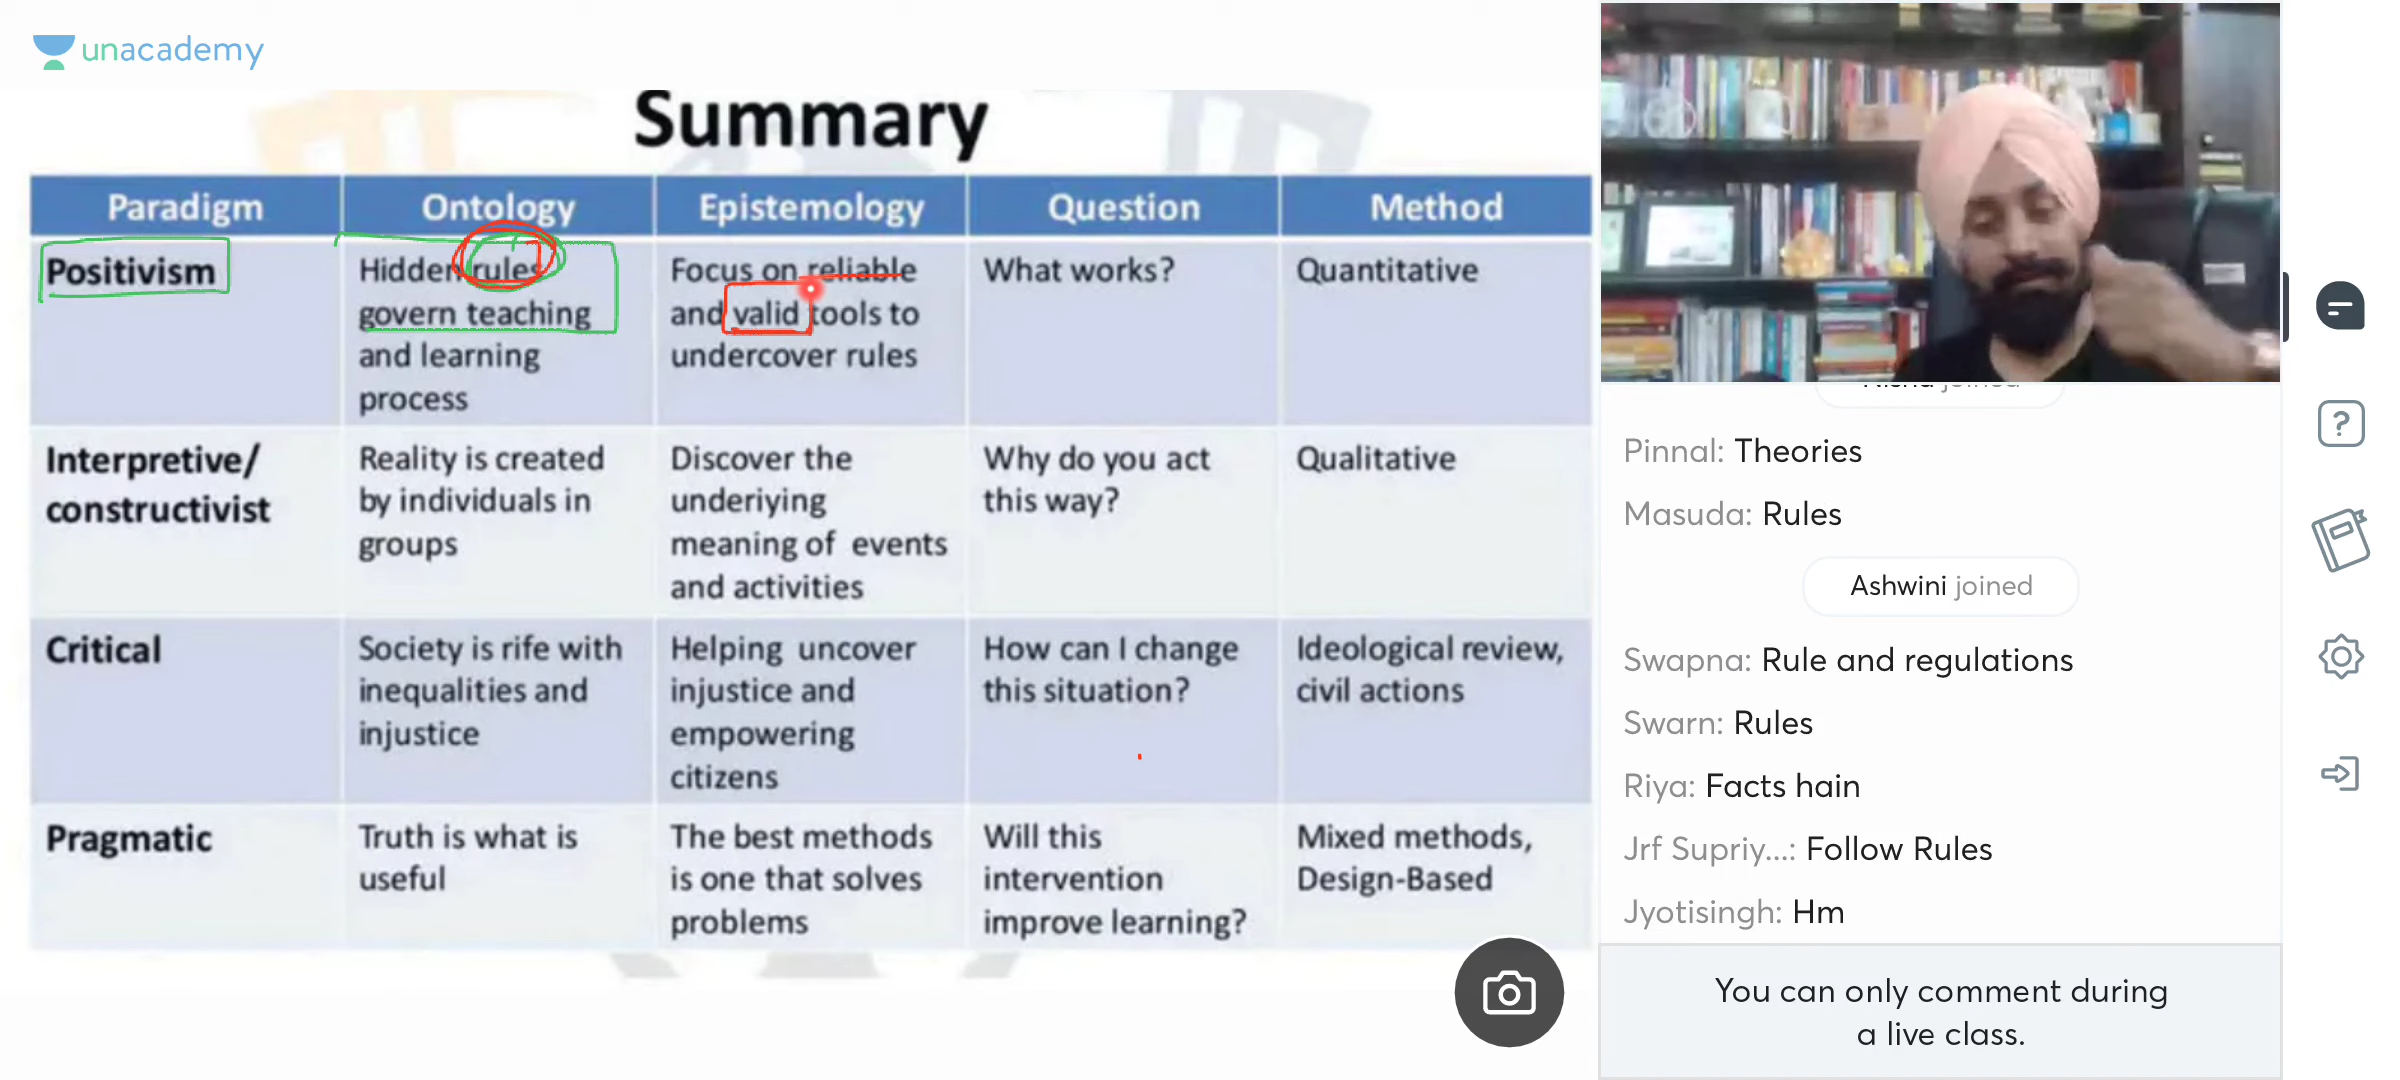 unacademy
Summary
Paradigm
Ontology
Epistemology
Question
Method
Positivism
Hidden rules
govern teaching
and learning
process
Focus on reliable
and valid tools to
undercover rules
What works?
Quantitative
Interpretive/
constructivist
Reality is created
by individuals in
groups
Discover the
underiying
meaning of events
and activities
Why do you act
this way?
Qualitative
Critical
Society is rife with
inequalities and
injustice
Helping uncover
injustice and
empowering
citizens
How can I change
this situation?
Ideological review,
civil actions
Pragmatic
Truth is what is
useful
The best methods
is one that solves
problems
Will this
intervention
improve learning?
Mixed methods,
Design-Based
joined
Pinnal: Theories
Masuda: Rules
Ashwini joined
Swapna: Rule and regulations
Swarn: Rules
Riya: Facts hain
Jrf Supriy...: Follow Rules
Jyotisingh: Hm
You can only comment during
a live class.